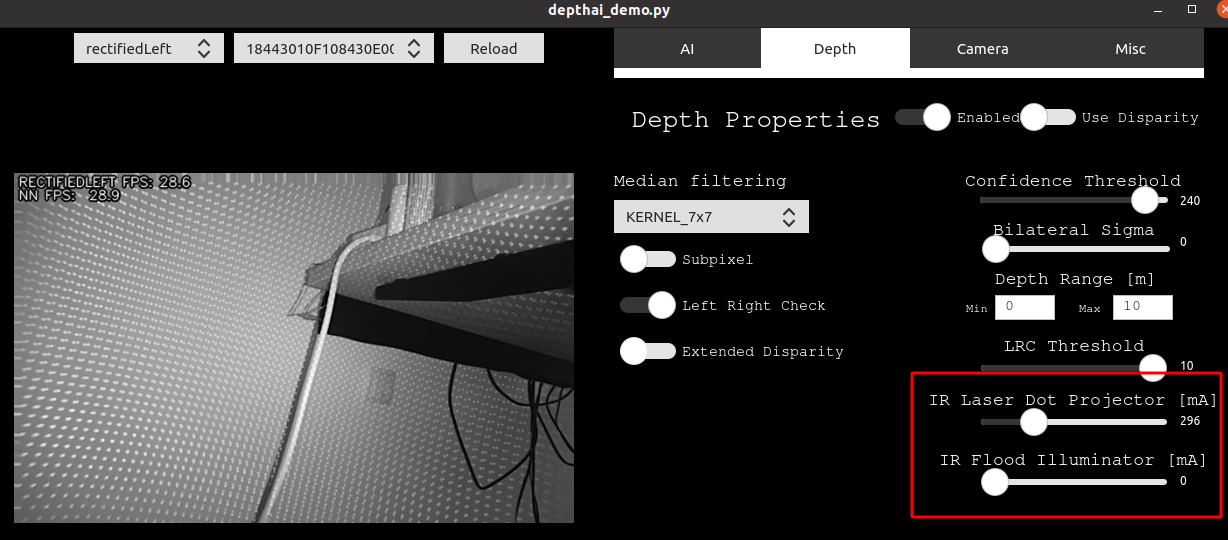 depthai_demo.py
rectifiedLeft
18443010F108430E00
Reload
AI
Depth
Camera
Misc
Depth Properties
Enabled
Use Disparity
RECTIFIEDLEFT FPS: 28.6
NN FPS: 28.9
Median filtering
KERNEL_7x7
Subpixel
Left Right Check
Extended Disparity
Confidence Threshold
240
Bilateral Sigma
0
Depth Range [m]
Min 0 Max 10
LRC Threshold
10
IR Laser Dot Projector [mA]
296
IR Flood Illuminator [mA]
0